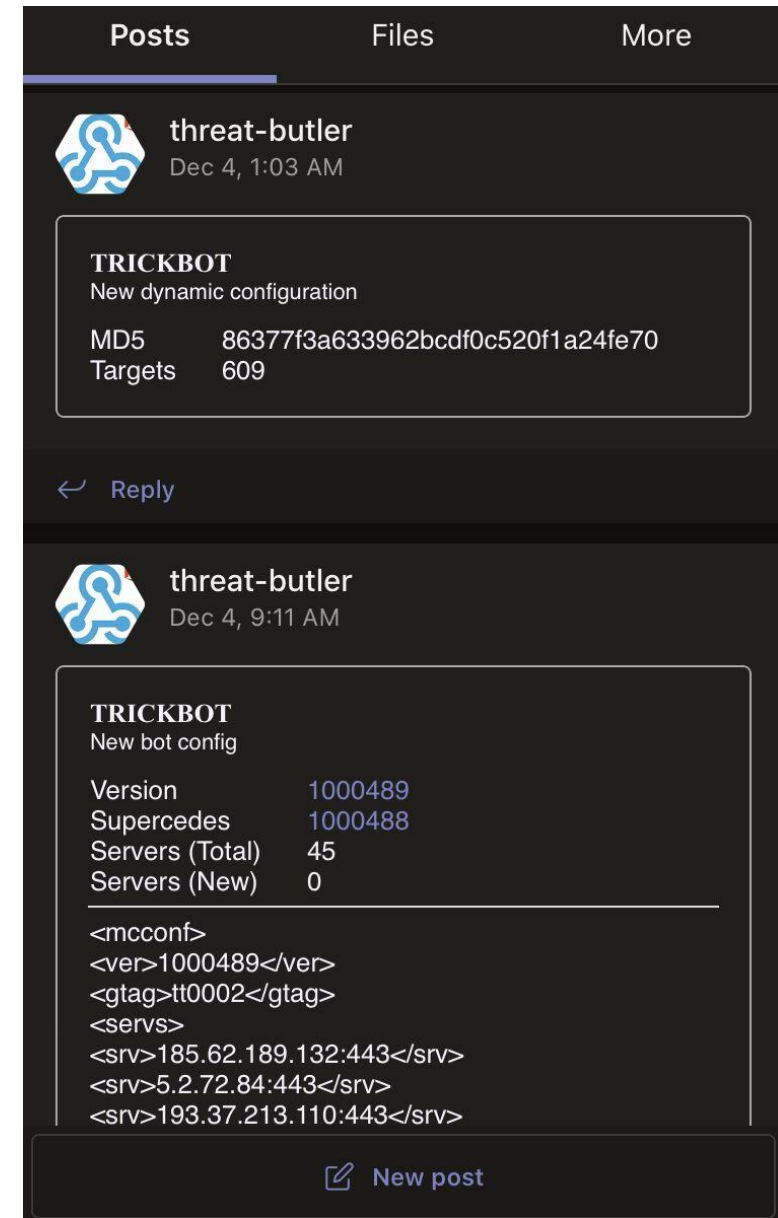 Posts Files More
threat-butler
Dec 4, 1:03 AM
TRICKBOT
New dynamic configuration
MD5 86377f3a633962bcdf0c520f1a24fe70
Targets 609
Reply
threat-butler
Dec 4, 9:11 AM
TRICKBOT
New bot config
Version 1000489
Supercedes 1000488
Servers (Total) 45
Servers (New) 0
<mcconf>
<ver>1000489</ver>
<gtag>tt0002</gtag>
<servs>
<srv>185.62.189.132:443</srv>
<srv>5.2.72.84:443</srv>
<srv>193.37.213.110:443</srv>
New post